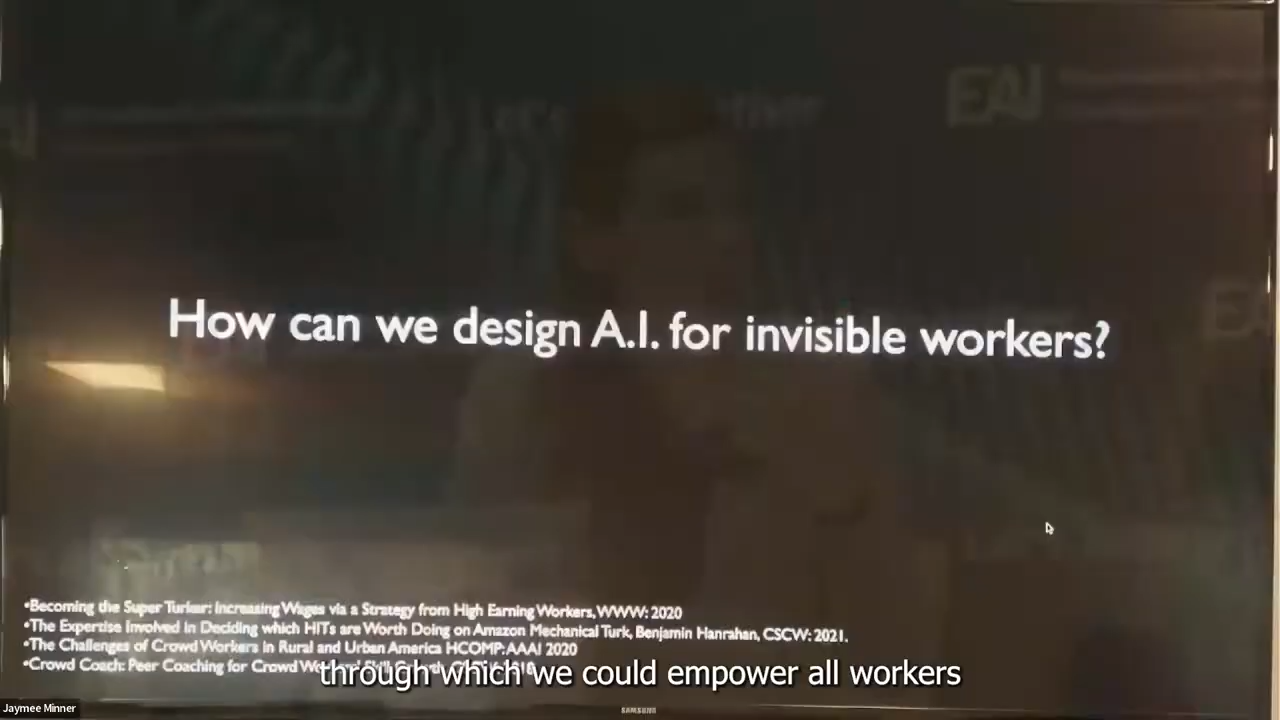 EAI
How can we design A.I. for invisible workers?
•Becoming the Super Turker: Increasing Wages via a Strategy from High Earning Workers, WWW: 2020
•The Expertise Involved in Deciding which HITs are Worth Doing on Amazon Mechanical Turk, Benjamin Hanrahan, CSCW: 2021.
•The Challenges of Crowd Workers in Rural and Urban America HCOMP: AAAI 2020
•Crowd Coach: Peer Coaching for Crowd
through which we could empower all workers
Jaymee Minner
SAMSUNG